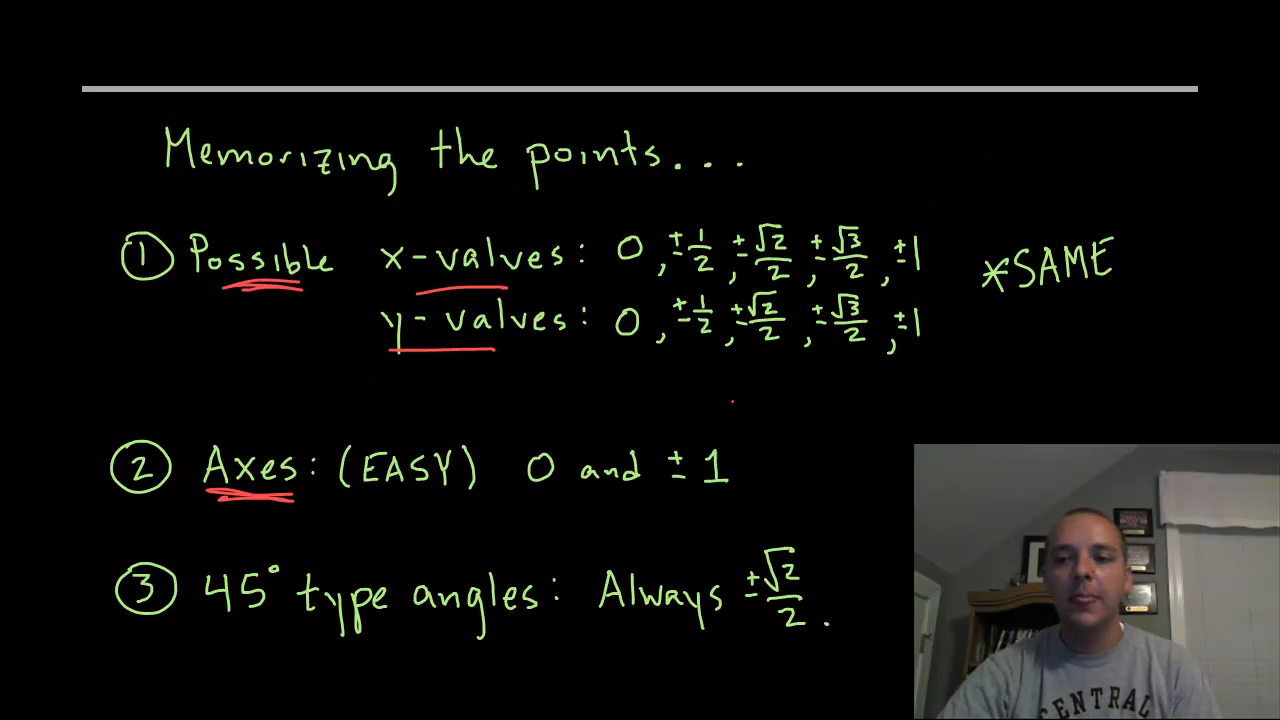 Memorizing the points...
① Possible x-values: 0, ±1/2, ±√2/2, ±√3/2, ±1 *SAME
y-values: 0, ±1/2, ±√2/2, ±√3/2, ±1
② Axes: (EASY) 0 and ±1
③ 45° type angles: Always ±√2/2.
CENTRAL